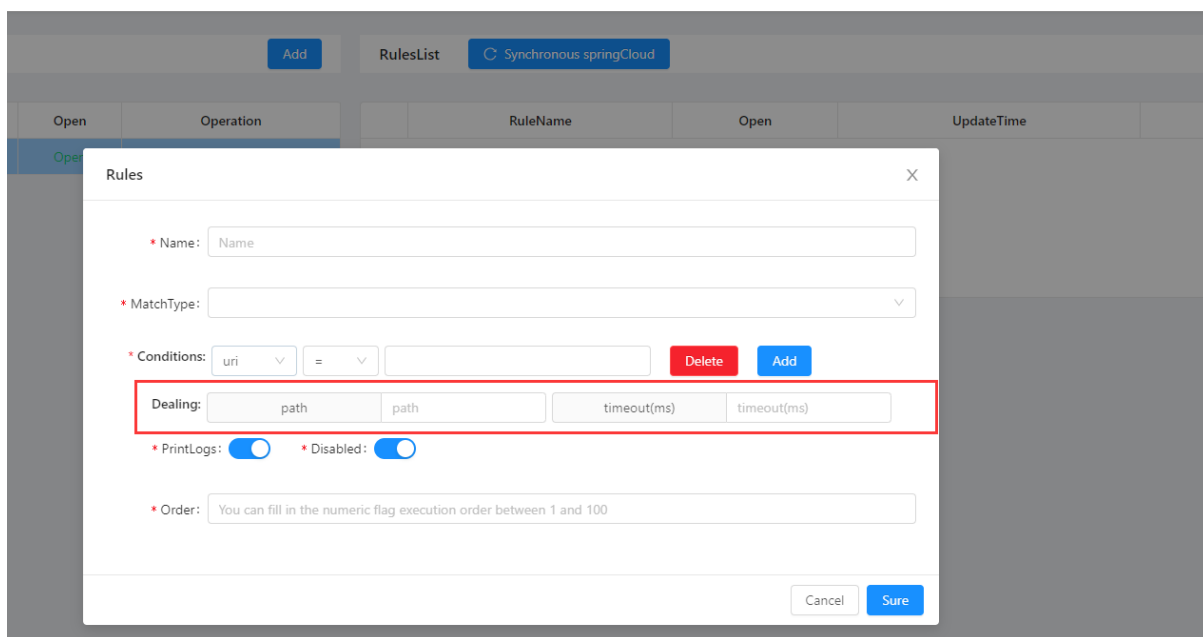 Add RulesList Synchronous springCloud
Open Operation RuleName Open UpdateTime
Open
Rules
* Name: Name
* MatchType:
* Conditions: uri = Delete Add
Dealing: path path timeout(ms) timeout(ms)
* PrintLogs: * Disabled:
* Order: You can fill in the numeric flag execution order between 1 and 100
Cancel Sure